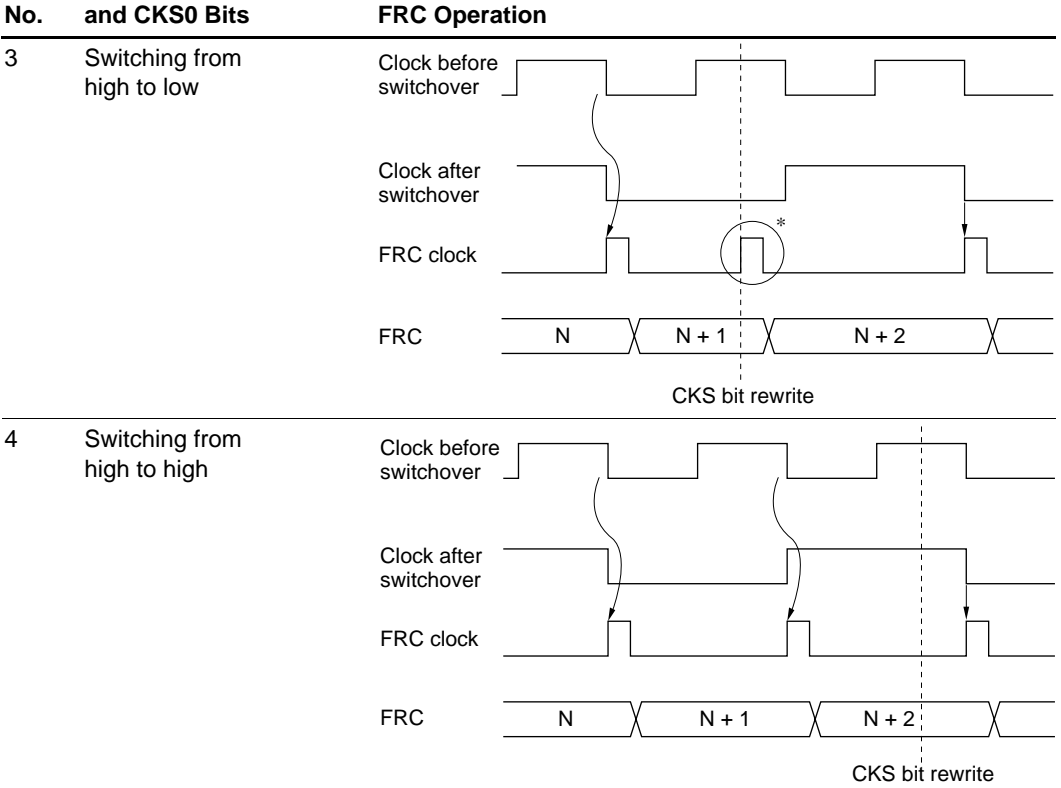 No. and CKS0 Bits FRC Operation
3 Switching from
high to low
Clock before
switchover
Clock after
switchover
*
FRC clock
FRC N N + 1 N + 2
CKS bit rewrite
4 Switching from
high to high
Clock before
switchover
Clock after
switchover
FRC clock
FRC N N + 1 N + 2
CKS bit rewrite